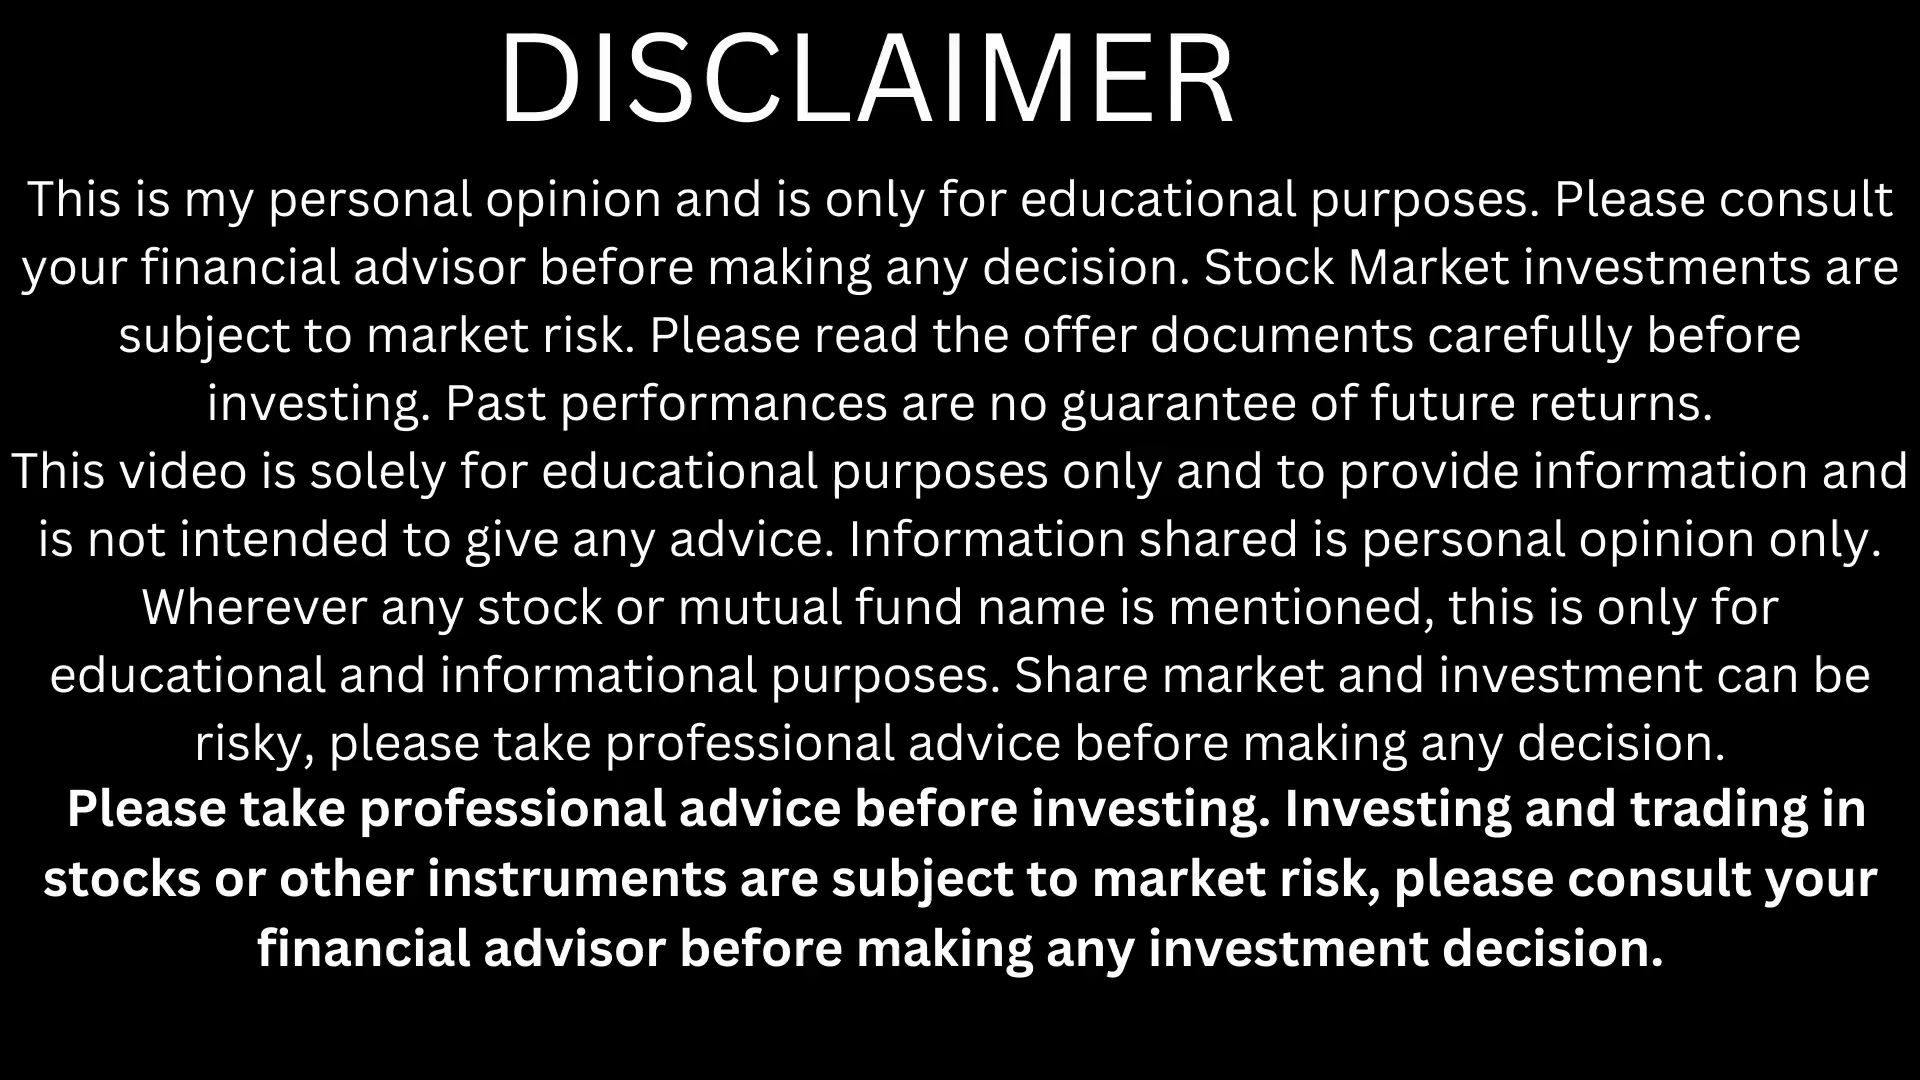 DISCLAIMER
This is my personal opinion and is only for educational purposes. Please consult
your financial advisor before making any decision. Stock Market investments are
subject to market risk. Please read the offer documents carefully before
investing. Past performances are no guarantee of future returns.
This video is solely for educational purposes only and to provide information and
is not intended to give any advice. Information shared is personal opinion only.
Wherever any stock or mutual fund name is mentioned, this is only for
educational and informational purposes. Share market and investment can be
risky, please take professional advice before making any decision.
Please take professional advice before investing. Investing and trading in
stocks or other instruments are subject to market risk, please consult your
financial advisor before making any investment decision.